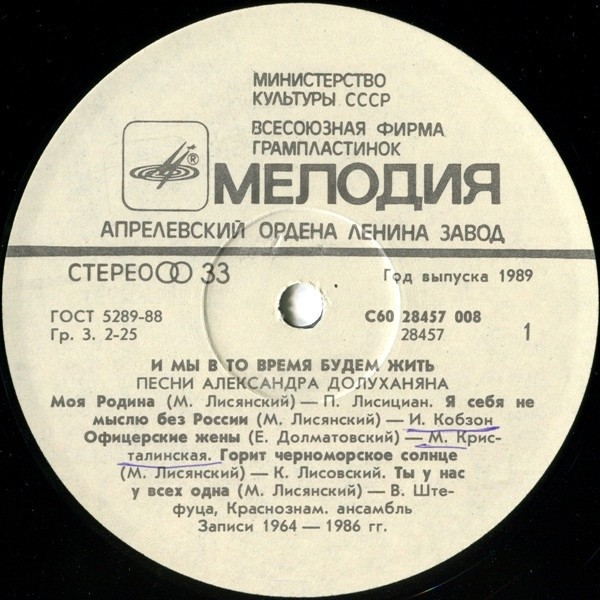 МИНИСТЕРСТВО
КУЛЬТУРЫ СССР
ВСЕСОЮЗНАЯ ФИРМА
ГРАМПЛАСТИНОК
®
МЕЛОДИЯ
АПРЕЛЕВСКИЙ ОРДЕНА ЛЕНИНА ЗАВОД
СТЕРЕО 33
Год выпуска 1989
ГОСТ 5289-88
Гр. 3. 2-25
С60 28457 008
28457
1
И МЫ В ТО ВРЕМЯ БУДЕМ ЖИТЬ
ПЕСНИ АЛЕКСАНДРА ДОЛУХАНЯНА
Моя Родина (М. Лисянский) — П. Лисициан. Я себя не
мыслю без России (М. Лисянский) — И. Кобзон
Офицерские жены (Е. Долматовский) — М. Крис-
талинская. Горит черноморское солнце
(М. Лисянский) — К. Лисовский. Ты у нас
у всех одна (М. Лисянский) — В. Ште-
фуца, Краснознам. ансамбль
Записи 1964 — 1986 гг.